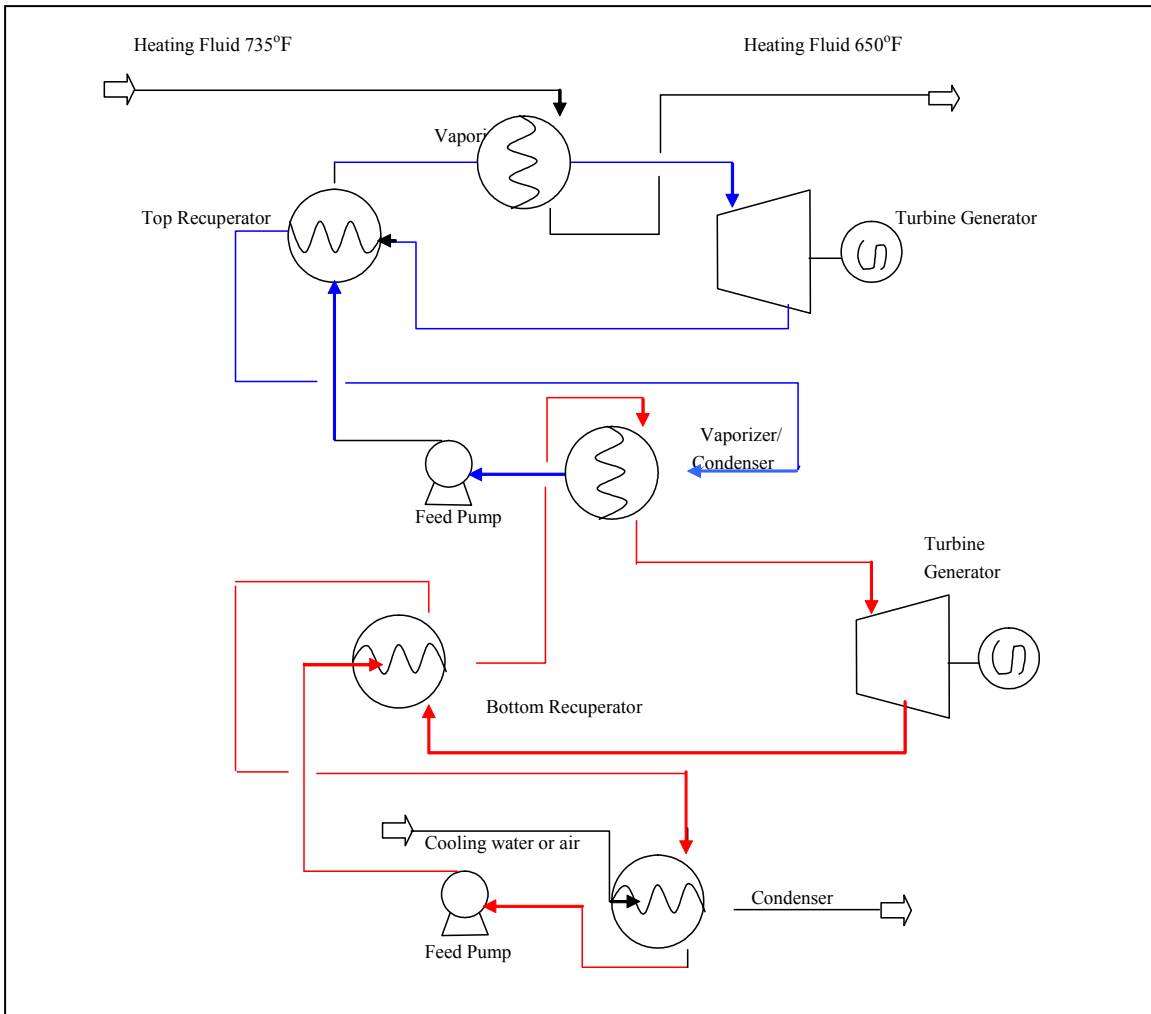 Heating Fluid 735°F
Heating Fluid 650°F
Vapori
Top Recuperator
Turbine Generator
Vaporizer/
Condenser
Feed Pump
Turbine
Generator
Bottom Recuperator
Cooling water or air
Condenser
Feed Pump